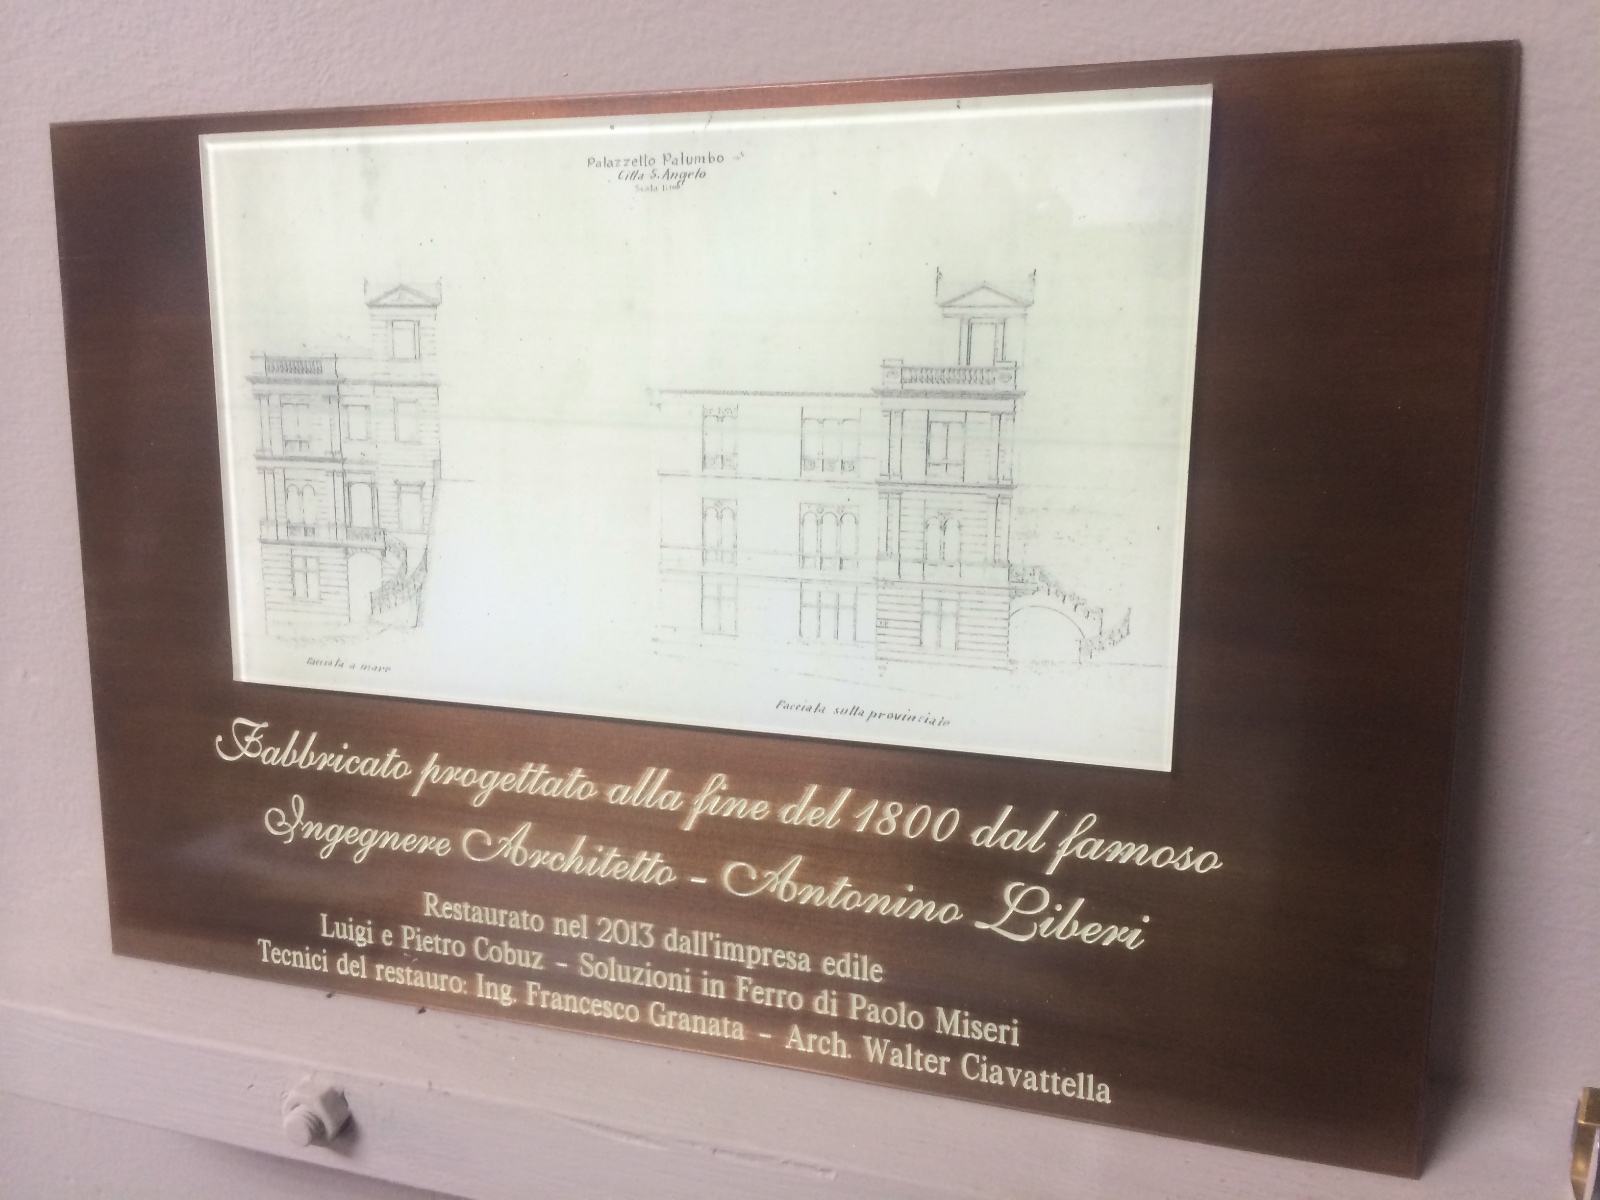 Palazzetto Palumbo
Città S. Angelo
Scala
Facciata a mare
Facciata sulla provinciale
Fabbricato progettato alla fine del 1800 dal famoso
Ingegnere Architetto - Antonino Liberi
Restaurato nel 2013 dall'impresa edile
Luigi e Pietro Cobuz - Soluzioni in Ferro di Paolo Miseri
Tecnici del restauro: Ing. Francesco Granata - Arch. Walter Ciavattella